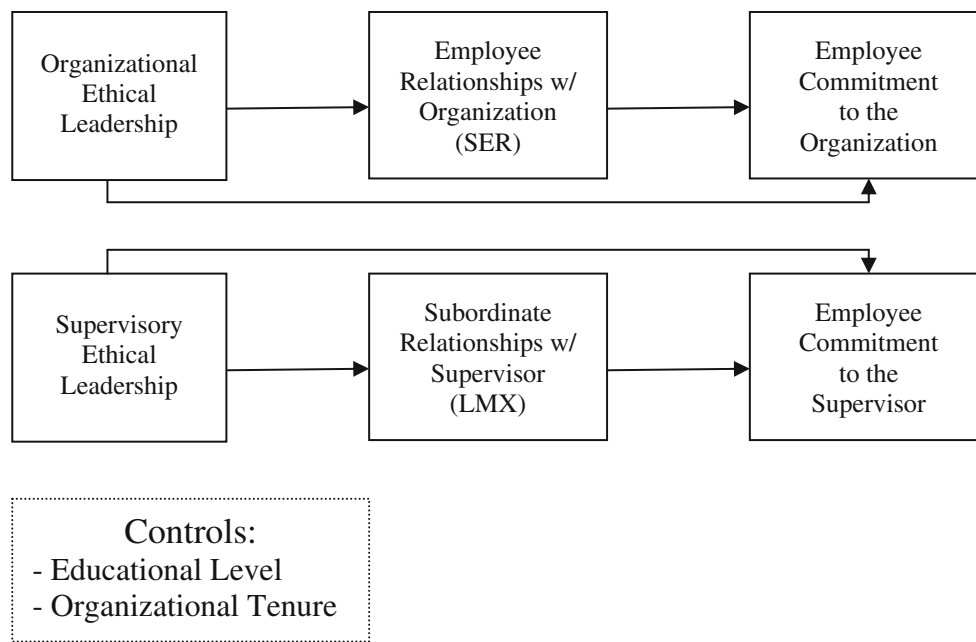 Organizational
Ethical
Leadership
Employee
Relationships w/
Organization
(SER)
Employee
Commitment
to the
Organization
Supervisory
Ethical
Leadership
Subordinate
Relationships w/
Supervisor
(LMX)
Employee
Commitment
to the
Supervisor
Controls:
- Educational Level
- Organizational Tenure